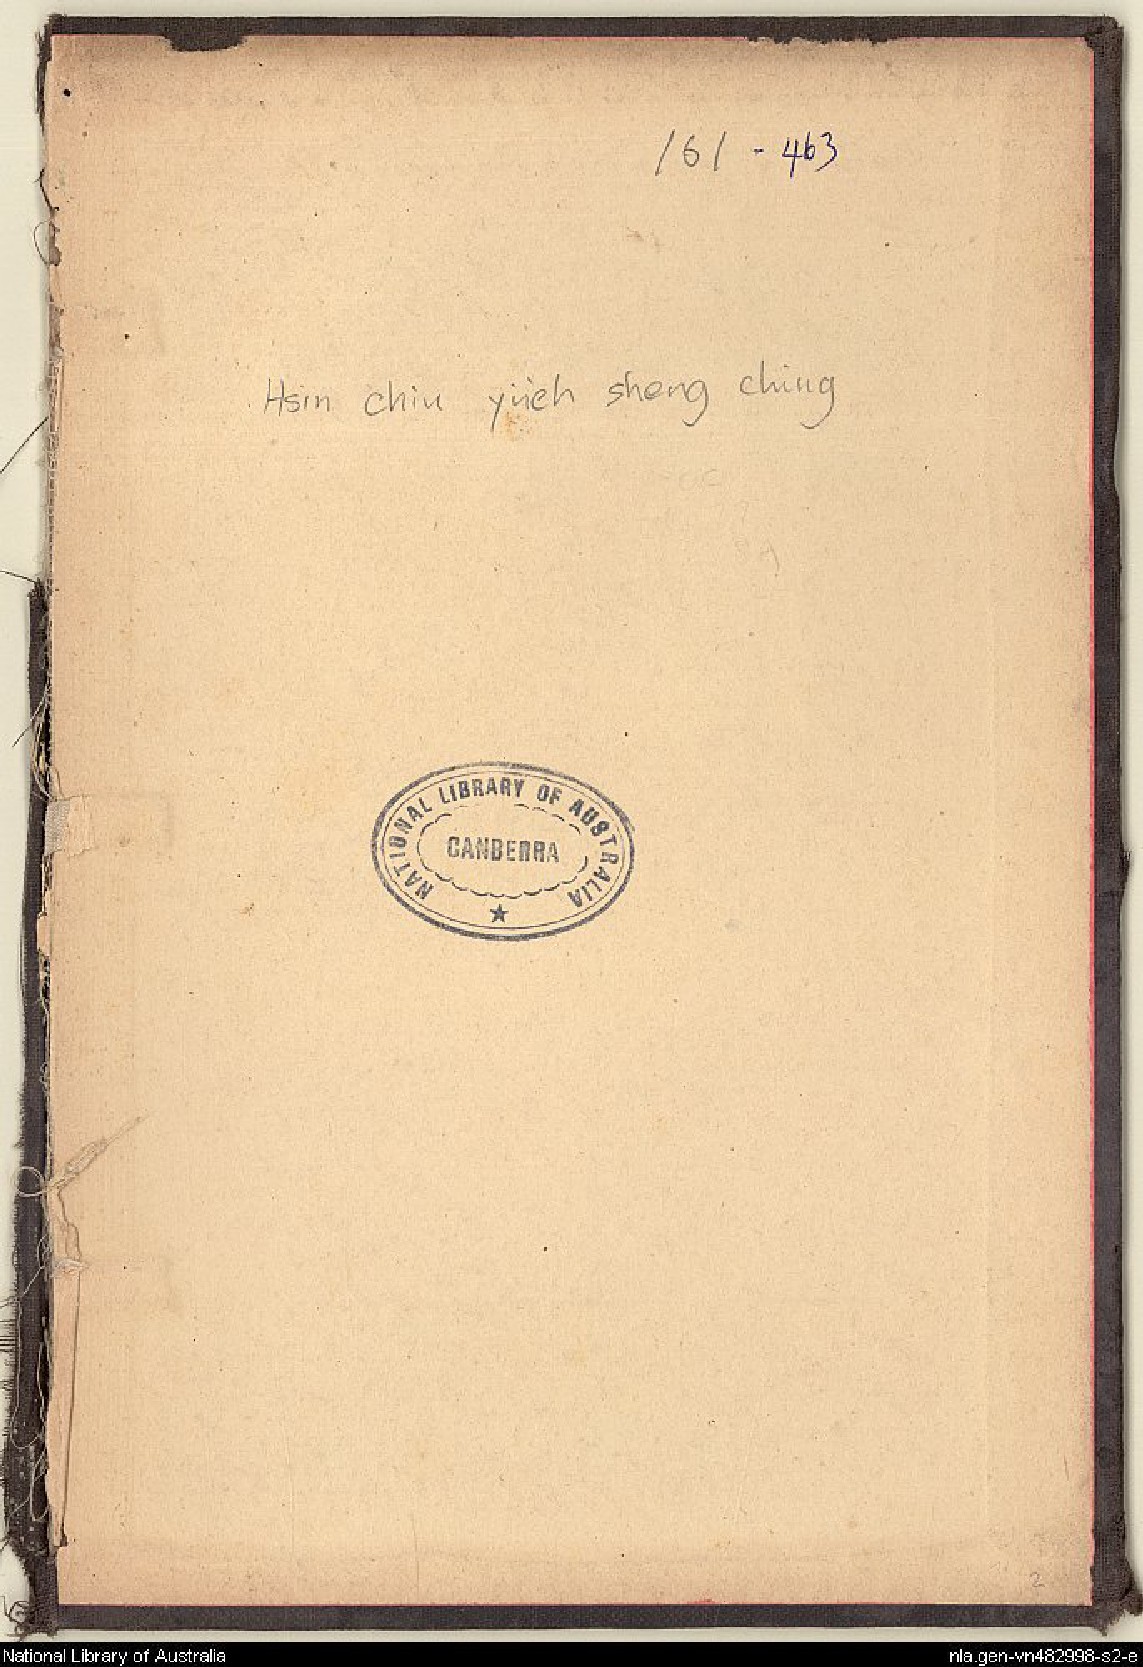 161 - 463
Hsin chiu yüeh sheng ching
NATIONAL LIBRARY OF AUSTRALIA
CANBERRA
2
National Library of Australia
nla.gen-vn482998-s2-e